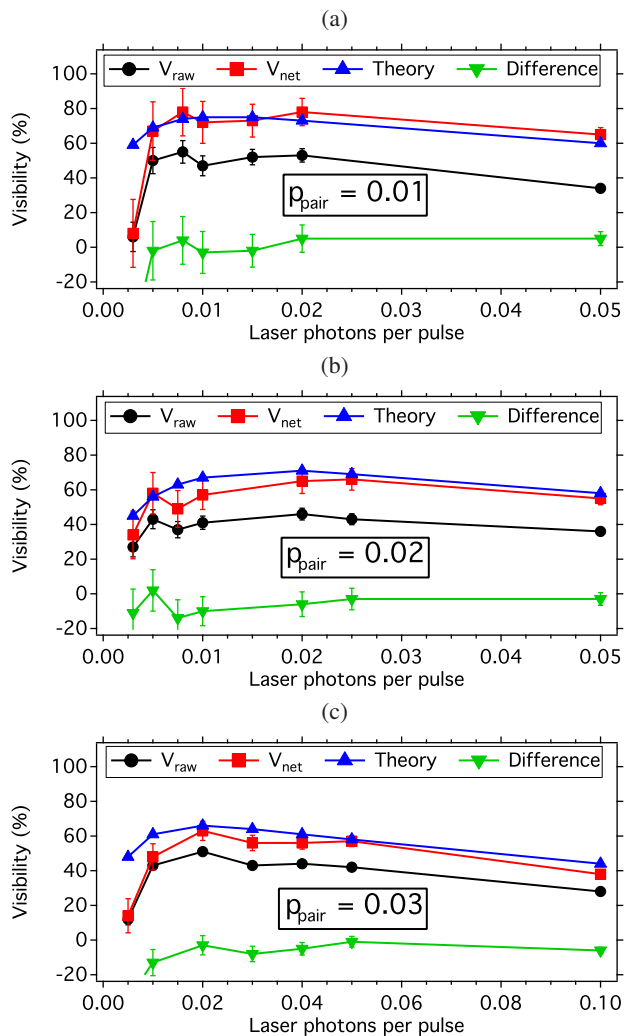 (a)
V_raw V_net Theory Difference
100
80
60
40
20
0
-20
Visibility (%)
p_pair = 0.01
0.00 0.01 0.02 0.03 0.04 0.05
Laser photons per pulse
(b)
V_raw V_net Theory Difference
100
80
60
40
20
0
-20
Visibility (%)
p_pair = 0.02
0.00 0.01 0.02 0.03 0.04 0.05
Laser photons per pulse
(c)
V_raw V_net Theory Difference
100
80
60
40
20
0
-20
Visibility (%)
p_pair = 0.03
0.00 0.02 0.04 0.06 0.08 0.10
Laser photons per pulse